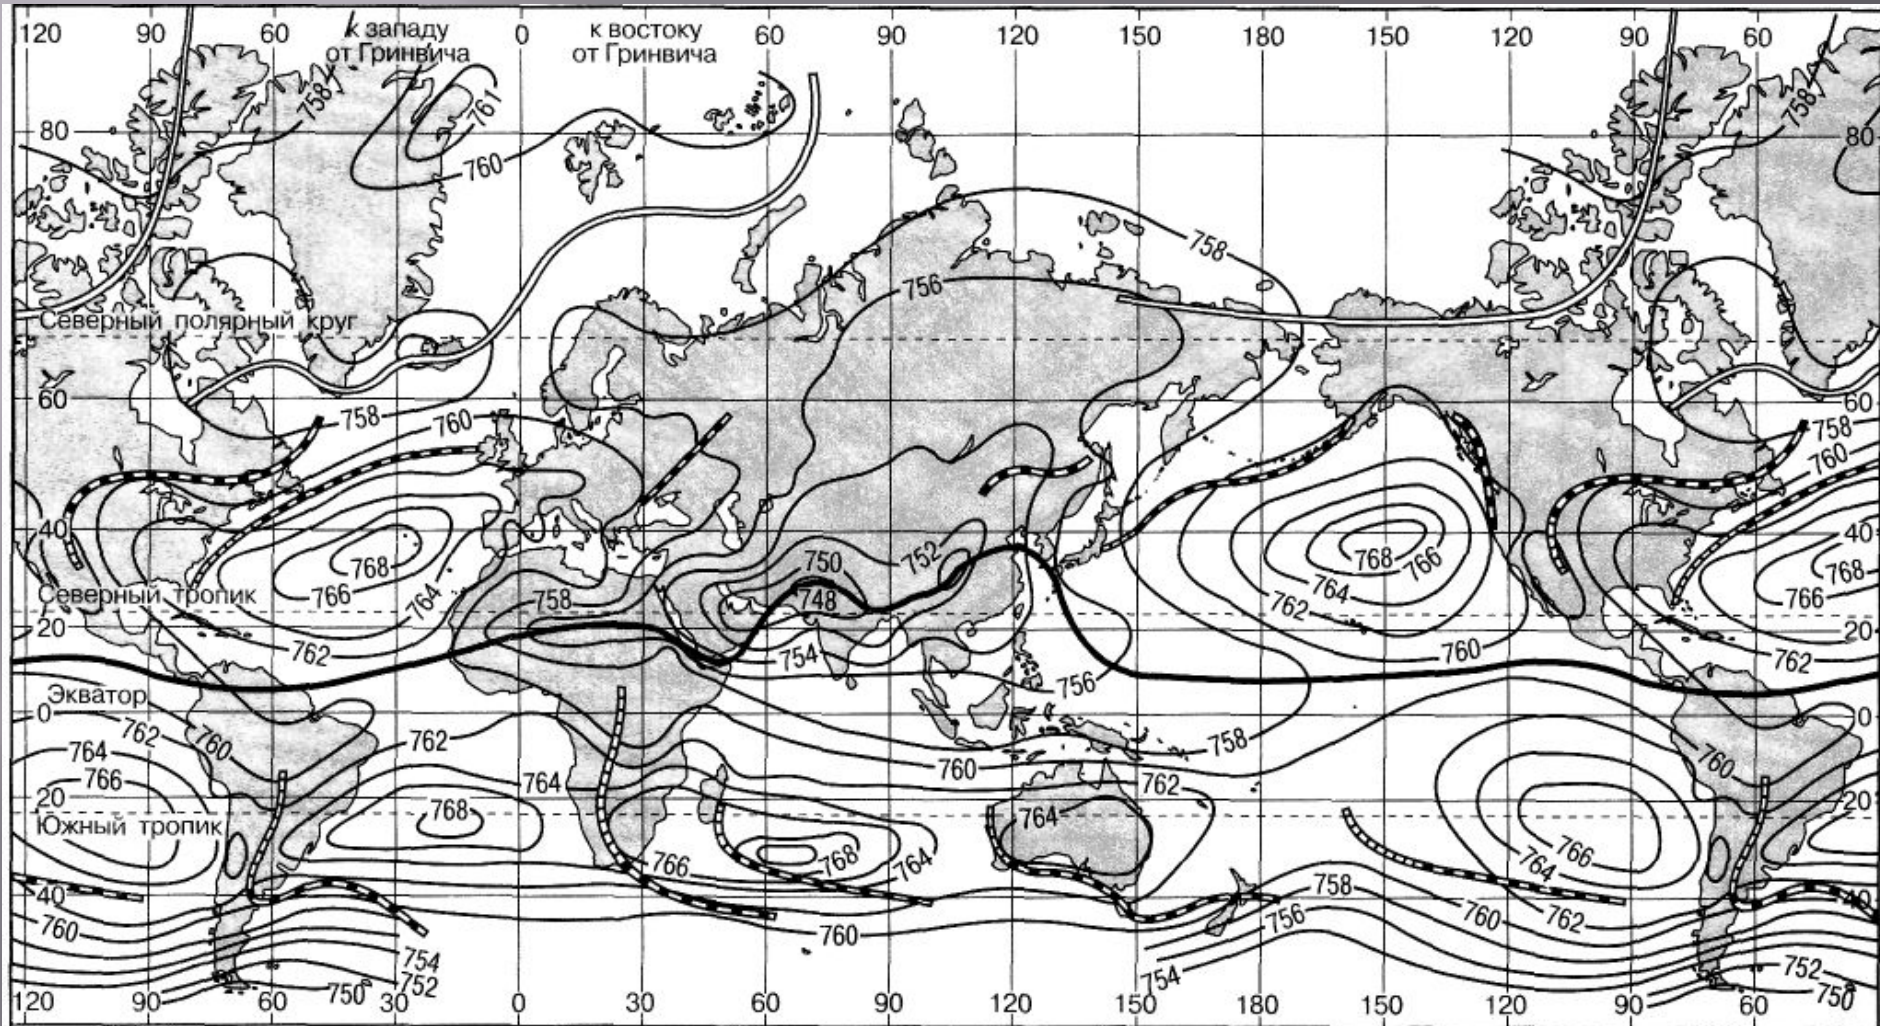 120 90 60 к западу 0 к востоку 60 90 120 150 180 150 120 90 60
от Гринвича от Гринвича
758 761 758
80 760 80
758
756
Северный полярный круг
60 758 760 60
758
760
40 750 752 40
768 768 766 768
766 764 758 748 764 766
Северный тропик 762
20 762 754 760 762 20
Экватор 756
0 0
762 760 762 758 760
764 760 762
766 764
20 768 764 20
Южный тропик
766 768 764 764 766
40 758 40
760 760 756 760 762
754 754 752
750 752 750
120 90 60 30 0 30 60 90 120 150 180 150 120 90 60